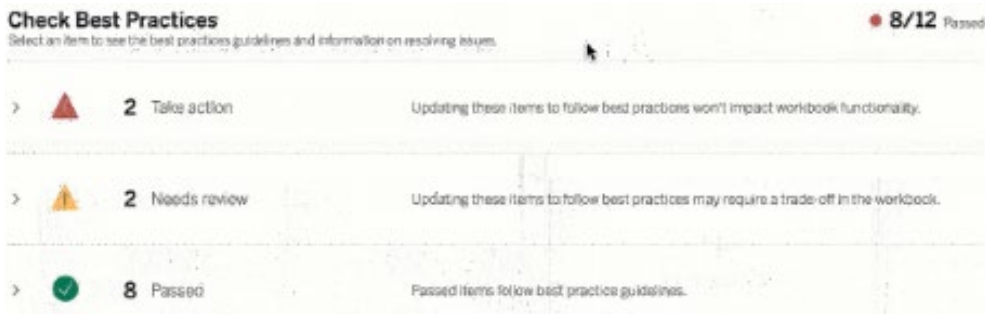 Check Best Practices
8/12 Passed
Select an item to see the best practices guidelines and information on resolving issues.
2 Take action Updating these items to follow best practices won't impact workbook functionality.
2 Needs review Updating these items to follow best practices may require a trade-off in the workbook.
8 Passed Passed items follow best practice guidelines.